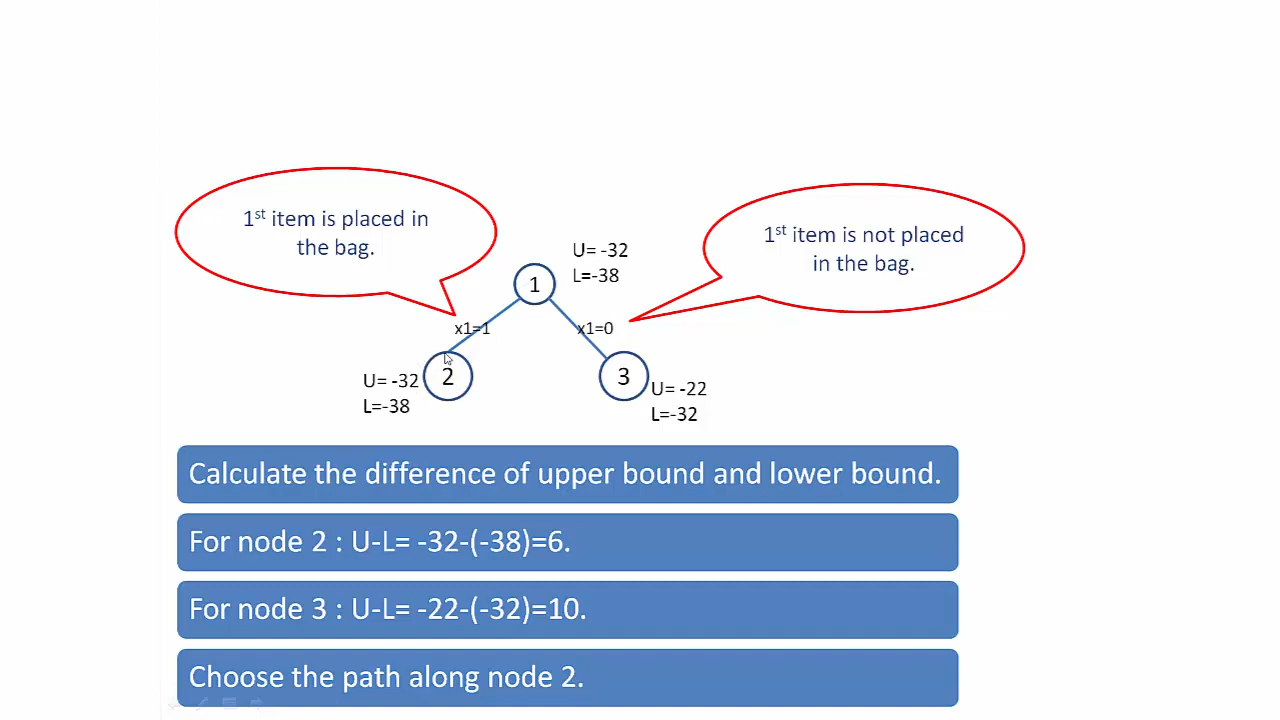 1st item is placed in
the bag.
1st item is not placed
in the bag.
U= -32
L=-38
1
x1=1
x1=0
2
3
U= -32
L=-38
U= -22
L=-32
Calculate the difference of upper bound and lower bound.
For node 2 : U-L= -32-(-38)=6.
For node 3 : U-L= -22-(-32)=10.
Choose the path along node 2.